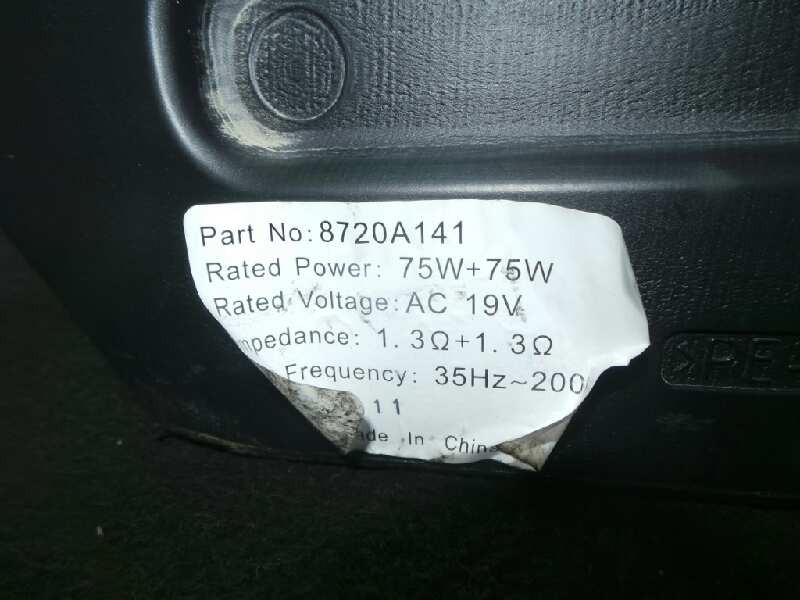 Part No: 8720A141
Rated Power: 75W+75W
Rated Voltage: AC 19V
mpedance: 1.3Ω+1.3Ω
Frequency: 35Hz~200
11
de In China